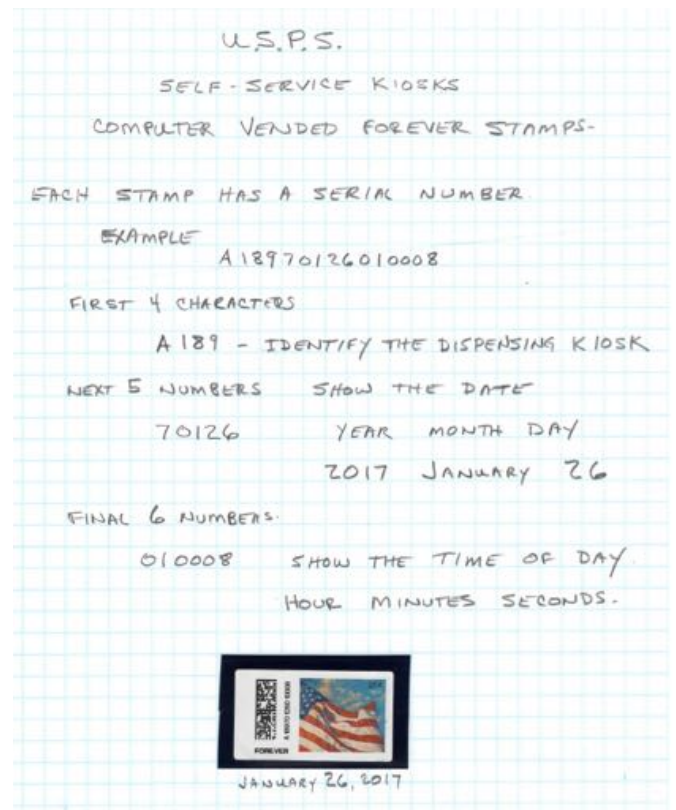 U.S.P.S.
SELF-SERVICE KIOSKS
COMPUTER VENDED FOREVER STAMPS-
EACH STAMP HAS A SERIAL NUMBER.
EXAMPLE
A18970126010008
FIRST 4 CHARACTERS
A189 - IDENTIFY THE DISPENSING KIOSK
NEXT 5 NUMBERS SHOW THE DATE
70126 YEAR MONTH DAY
2017 JANUARY 26
FINAL 6 NUMBERS.
010008 SHOW THE TIME OF DAY.
HOUR MINUTES SECONDS.
FOREVER
JANUARY 26, 2017